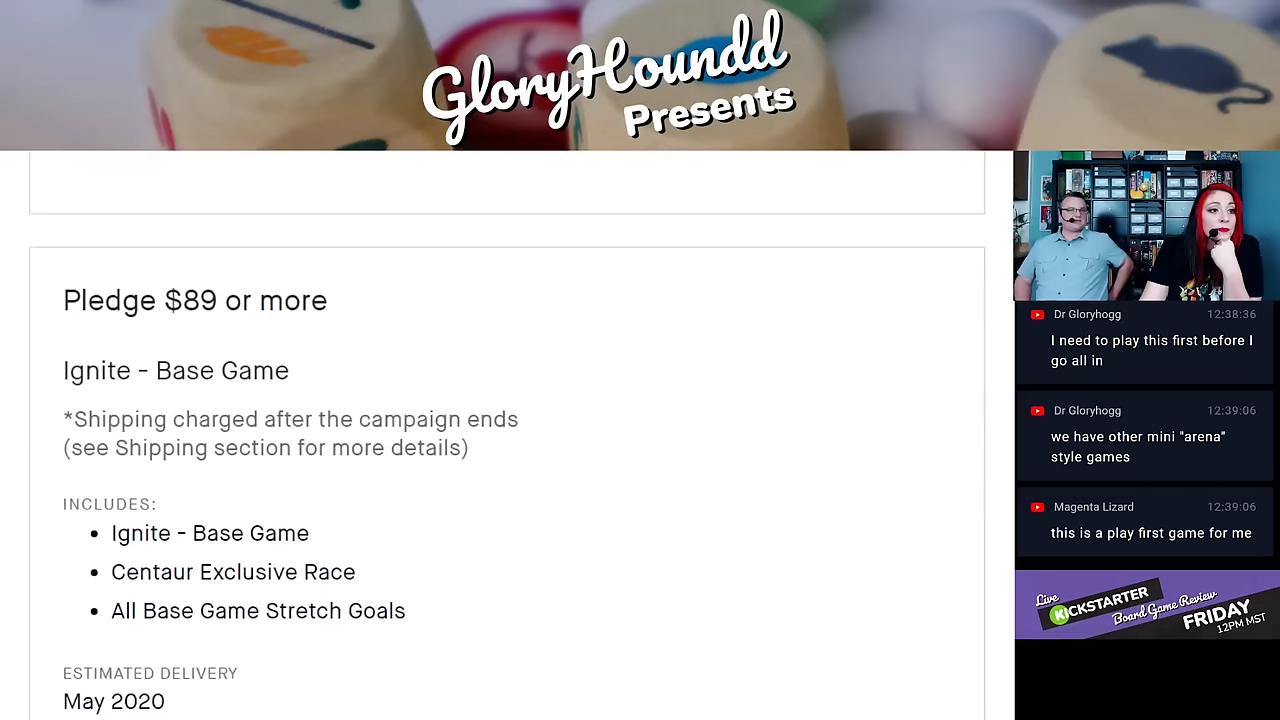 GloryHoundd
Presents
Pledge $89 or more
Ignite - Base Game
*Shipping charged after the campaign ends
(see Shipping section for more details)
INCLUDES:
• Ignite - Base Game
• Centaur Exclusive Race
• All Base Game Stretch Goals
ESTIMATED DELIVERY
May 2020
Dr Gloryhogg 12:38:36
I need to play this first before I
go all in
Dr Gloryhogg 12:39:06
we have other mini "arena"
style games
Magenta Lizard 12:39:06
this is a play first game for me
Live
KICKSTARTER
Board Game Review
FRIDAY
12PM MST